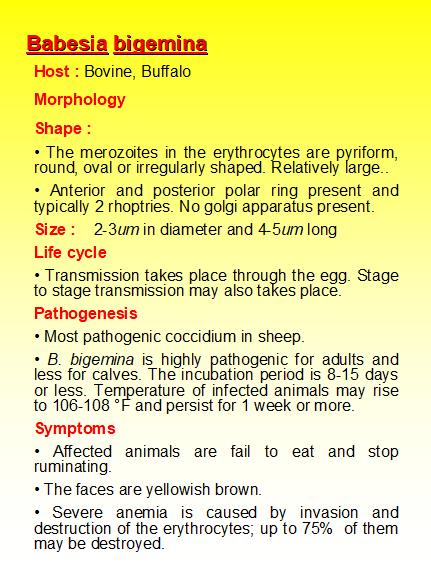 Babesia bigemina
Host : Bovine, Buffalo
Morphology
Shape :
• The merozoites in the erythrocytes are pyriform,
round, oval or irregularly shaped. Relatively large..
• Anterior and posterior polar ring present and
typically 2 rhoptries. No golgi apparatus present.
Size : 2-3um in diameter and 4-5um long
Life cycle
• Transmission takes place through the egg. Stage
to stage transmission may also takes place.
Pathogenesis
• Most pathogenic coccidium in sheep.
• B. bigemina is highly pathogenic for adults and
less for calves. The incubation period is 8-15 days
or less. Temperature of infected animals may rise
to 106-108 °F and persist for 1 week or more.
Symptoms
• Affected animals are fail to eat and stop
ruminating.
• The faces are yellowish brown.
• Severe anemia is caused by invasion and
destruction of the erythrocytes; up to 75% of them
may be destroyed.